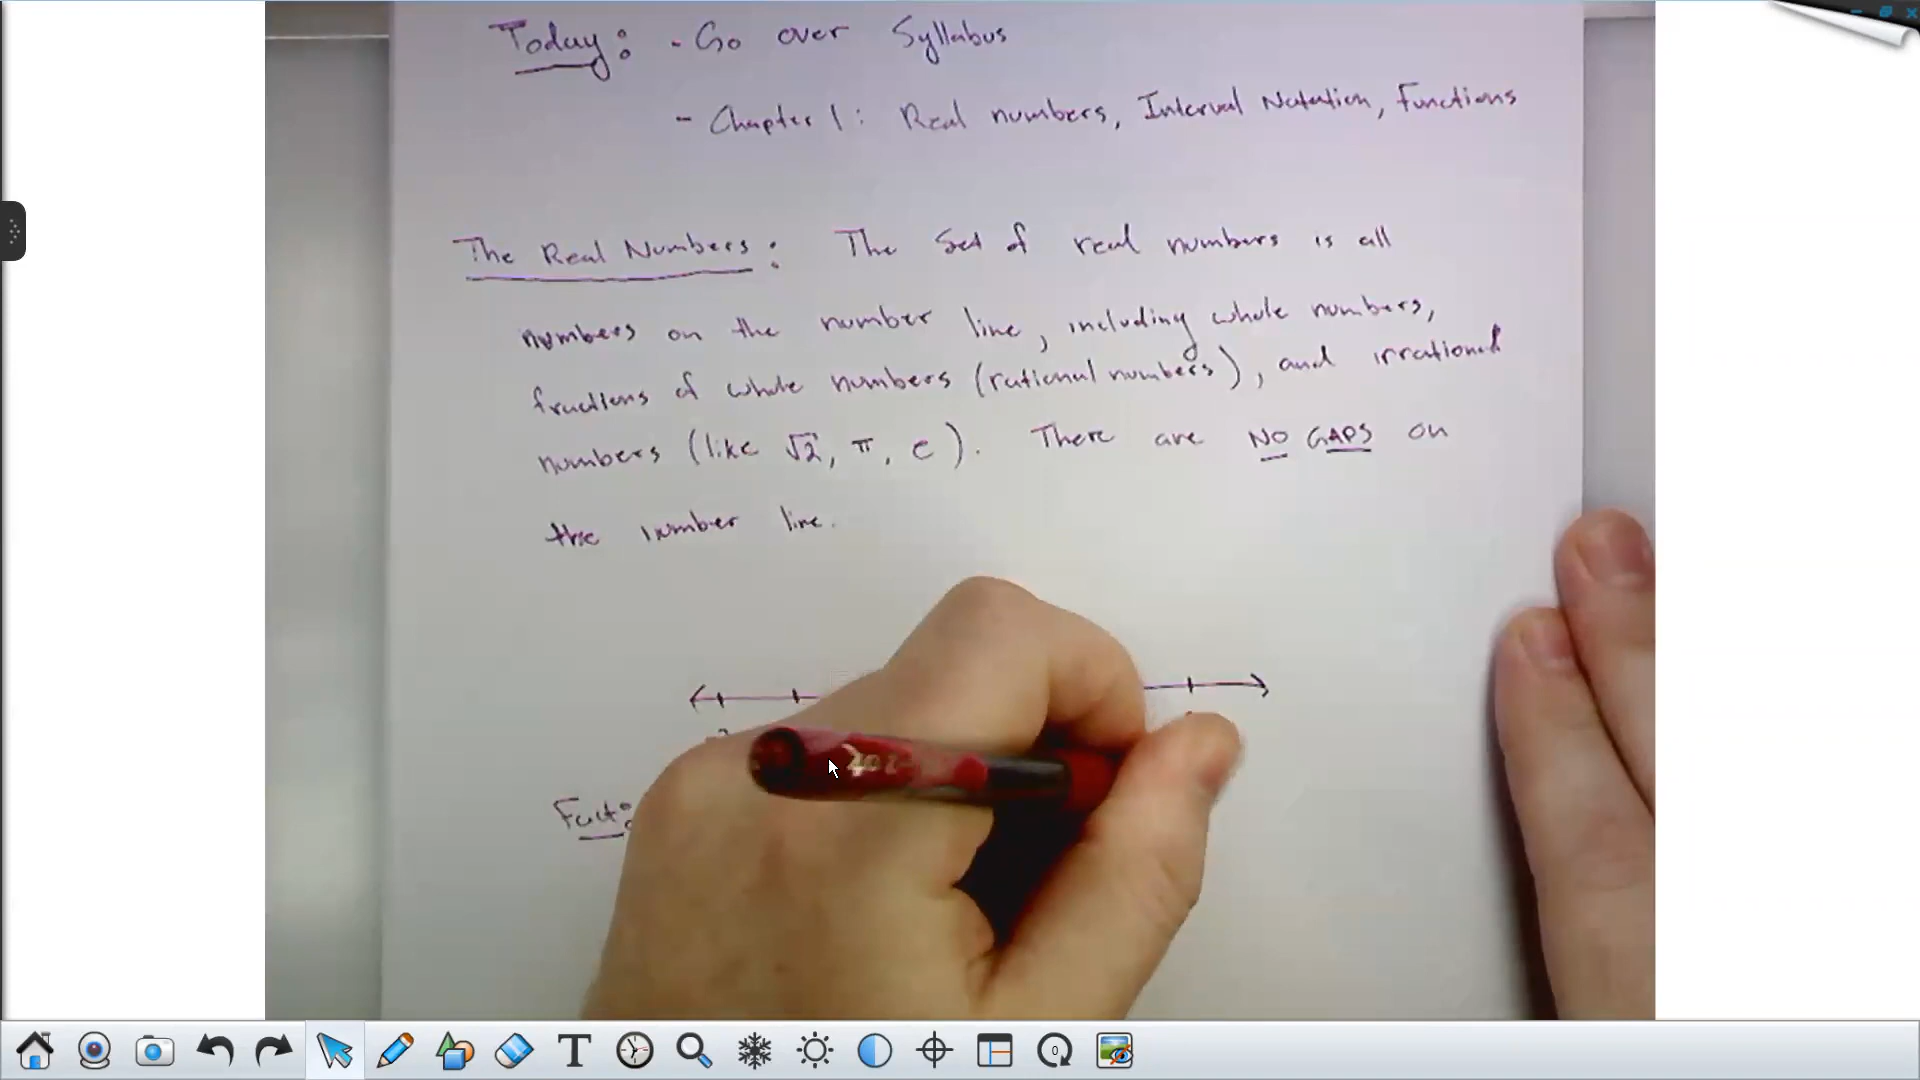 Today: - Go over Syllabus
- Chapter 1: Real numbers, Interval Notation, Functions
The Real Numbers: The set of real numbers is all
numbers on the number line, including whole numbers,
fractions of whole numbers (rational numbers), and irrational
numbers (like √2, π, e). There are NO GAPS on
the number line.
Fact:
T
0